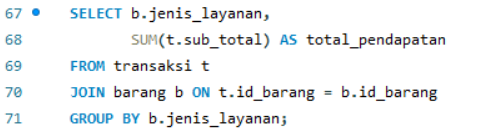 67 SELECT b.jenis_layanan,
68 SUM(t.sub_total) AS total_pendapatan
69 FROM transaksi t
70 JOIN barang b ON t.id_barang = b.id_barang
71 GROUP BY b.jenis_layanan;